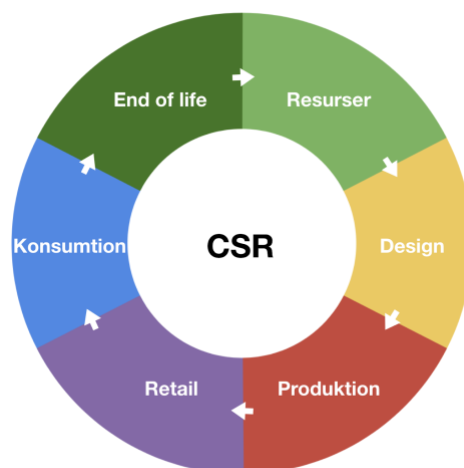 End of life
Resurser
Konsumtion
CSR
Design
Retail
Produktion